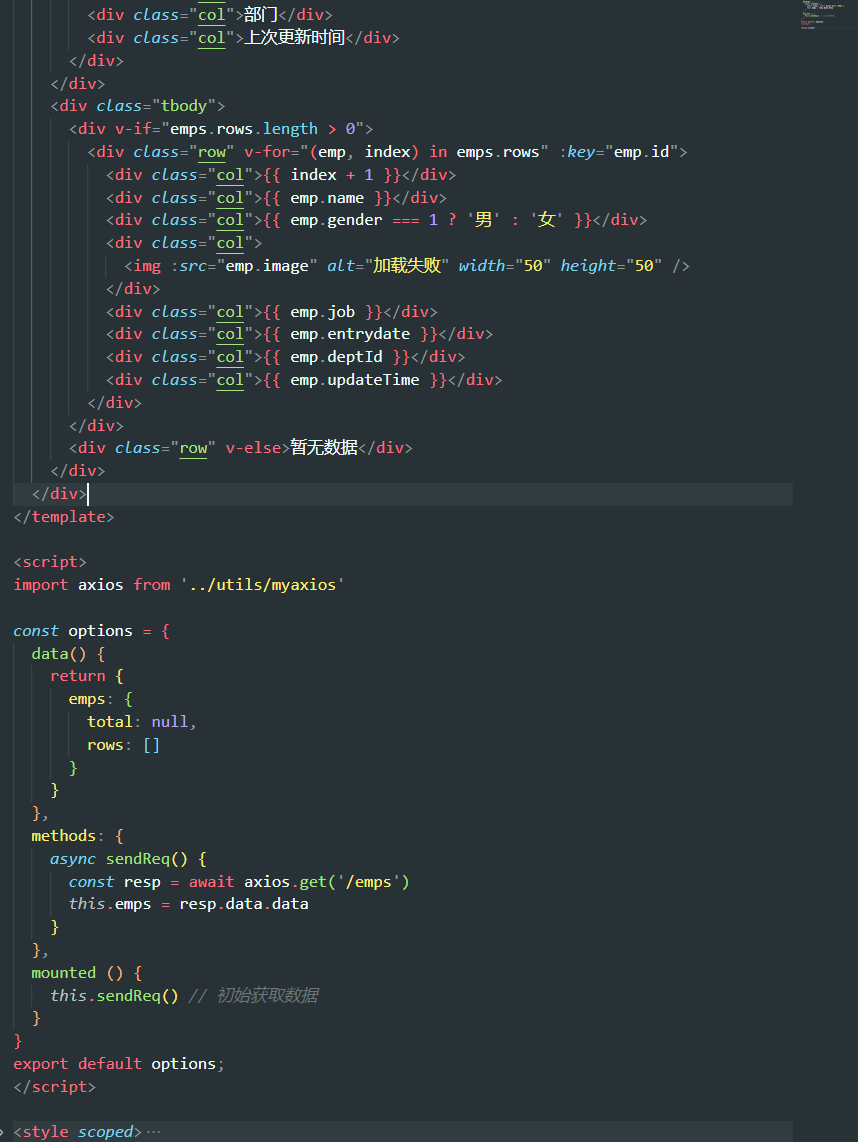 <div class="col">部门</div>
<div class="col">上次更新时间</div>
</div>
</div>
<div class="tbody">
<div v-if="emps.rows.length > 0">
<div class="row" v-for="(emp, index) in emps.rows" :key="emp.id">
<div class="col">{{ index + 1 }}</div>
<div class="col">{{ emp.name }}</div>
<div class="col">{{ emp.gender === 1 ? '男' : '女' }}</div>
<div class="col">
<img :src="emp.image" alt="加载失败" width="50" height="50" />
</div>
<div class="col">{{ emp.job }}</div>
<div class="col">{{ emp.entrydate }}</div>
<div class="col">{{ emp.deptId }}</div>
<div class="col">{{ emp.updateTime }}</div>
</div>
</div>
<div class="row" v-else>暂无数据</div>
</div>
</div>
</template>
<script>
import axios from '../utils/myaxios'
const options = {
data() {
return {
emps: {
total: null,
rows: []
}
}
},
methods: {
async sendReq() {
const resp = await axios.get('/emps')
this.emps = resp.data.data
}
},
mounted () {
this.sendReq() // 初始获取数据
}
}
export default options;
</script>
<style scoped>···